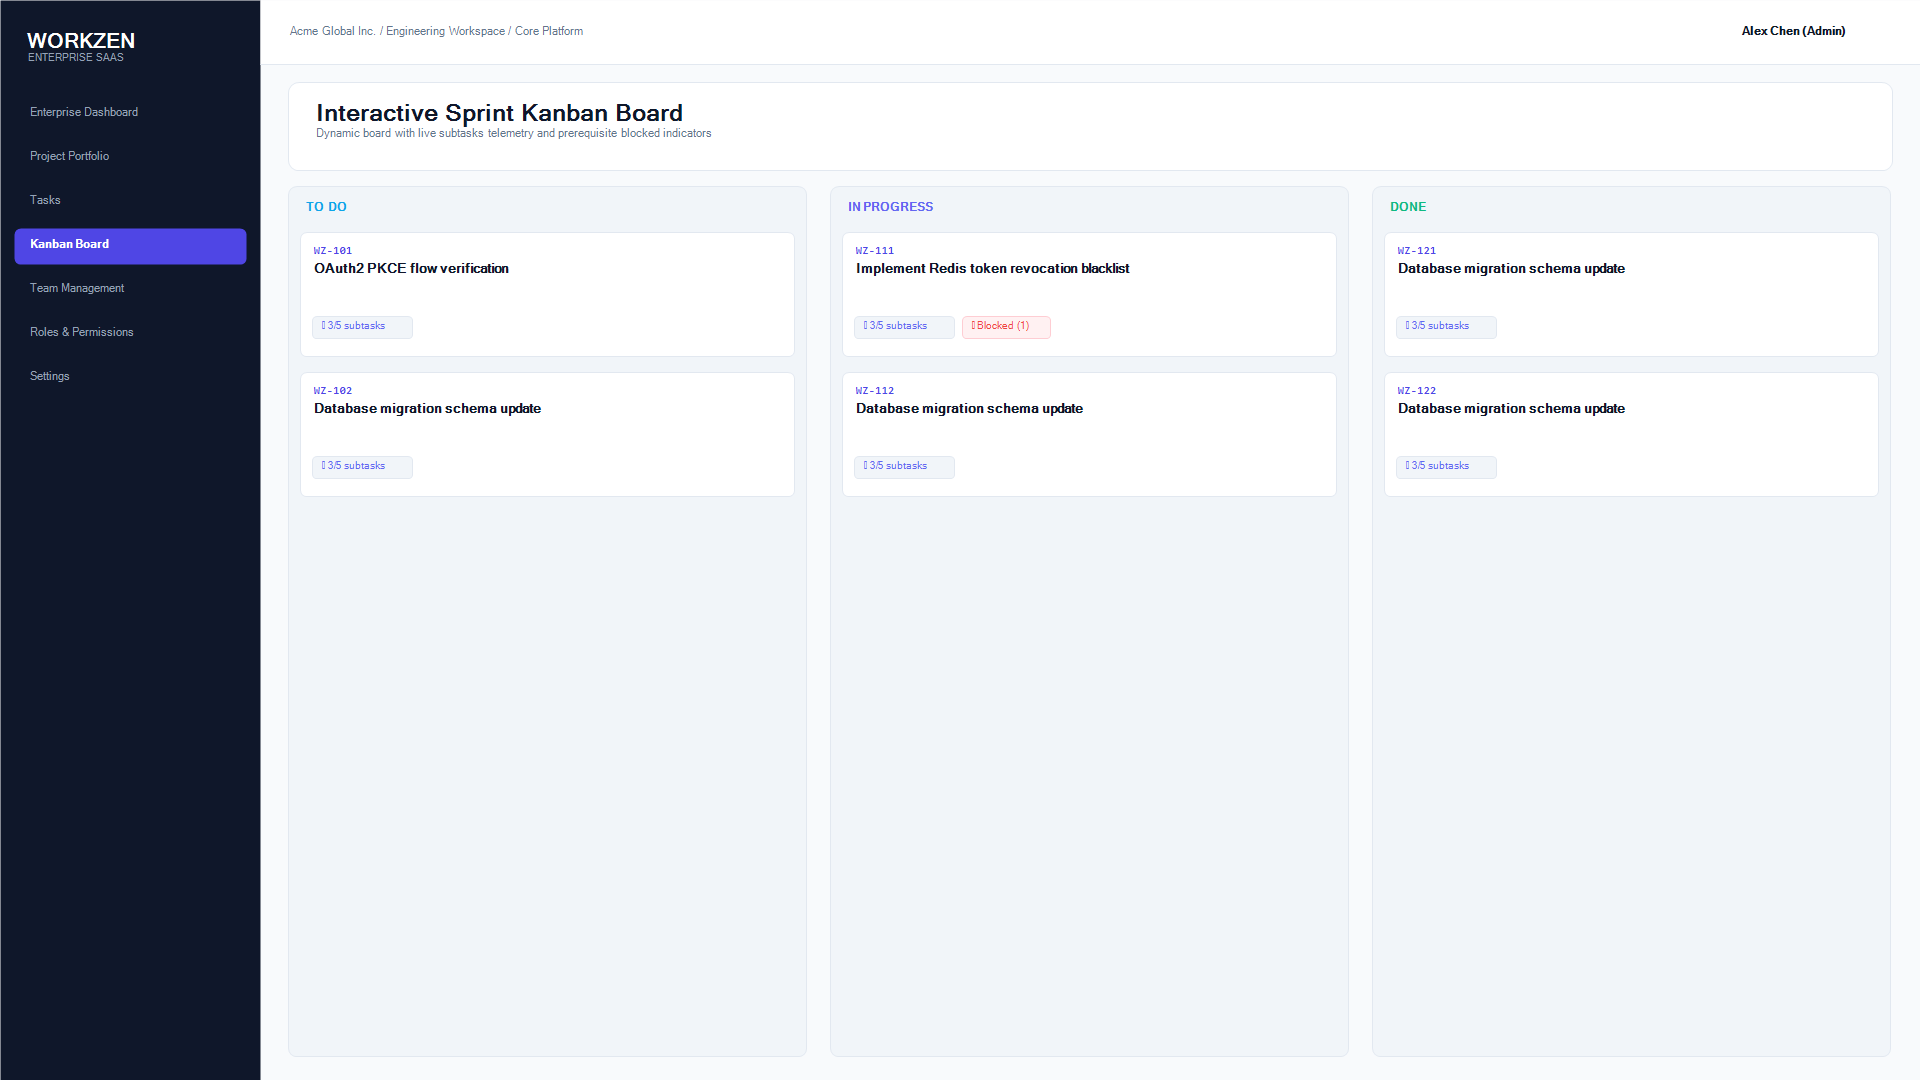 WORKZEN
ENTERPRISE SAAS
Enterprise Dashboard
Project Portfolio
Tasks
Kanban Board
Team Management
Roles & Permissions
Settings
Acme Global Inc. / Engineering Workspace / Core Platform
Alex Chen (Admin)
Interactive Sprint Kanban Board
Dynamic board with live subtasks telemetry and prerequisite blocked indicators
TO DO
WZ-101
OAuth2 PKCE flow verification
3/5 subtasks
WZ-102
Database migration schema update
3/5 subtasks
IN PROGRESS
WZ-111
Implement Redis token revocation blacklist
3/5 subtasks
Blocked (1)
WZ-112
Database migration schema update
3/5 subtasks
DONE
WZ-121
Database migration schema update
3/5 subtasks
WZ-122
Database migration schema update
3/5 subtasks